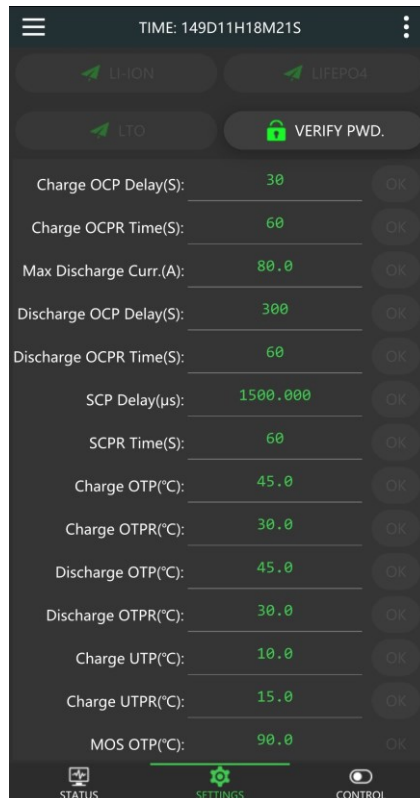 TIME: 149D11H18M21S
LI-ION LIFEPO4
LTO VERIFY PWD.
Charge OCP Delay(S): 30 OK
Charge OCPR Time(S): 60 OK
Max Discharge Curr.(A): 80.0 OK
Discharge OCP Delay(S): 300 OK
Discharge OCPR Time(S): 60 OK
SCP Delay(μs): 1500.000 OK
SCPR Time(S): 60 OK
Charge OTP(℃): 45.0 OK
Charge OTPR(℃): 30.0 OK
Discharge OTP(℃): 45.0 OK
Discharge OTPR(℃): 30.0 OK
Charge UTP(℃): 10.0 OK
Charge UTPR(℃): 15.0 OK
MOS OTP(℃): 90.0 OK
STATUS SETTINGS CONTROL